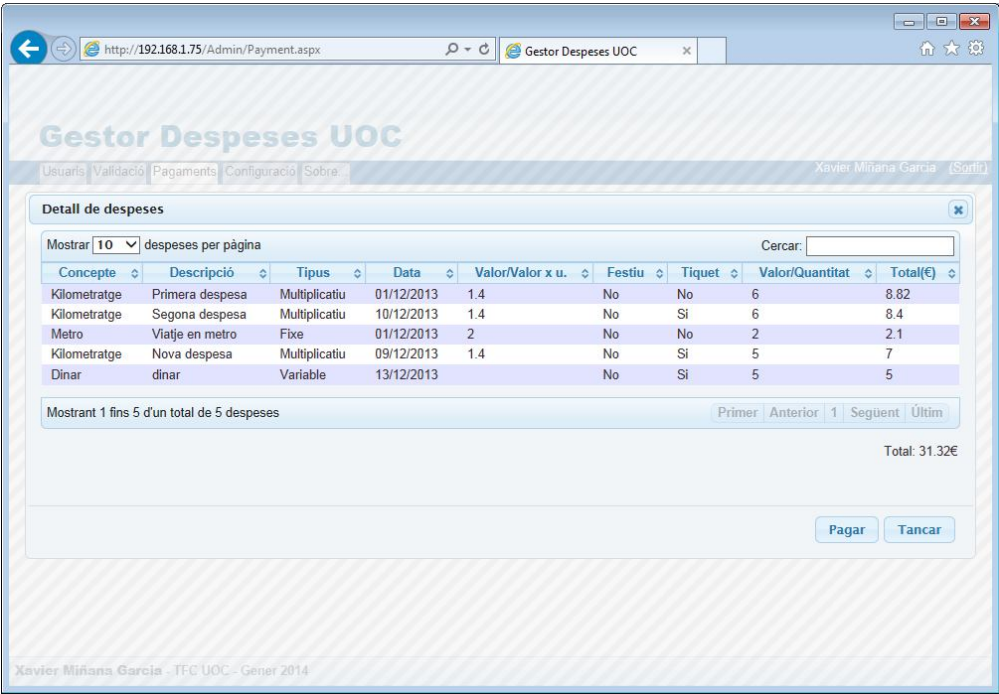 http://192.168.1.75/Admin/Payment.aspx Gestor Despeses UOC
Gestor Despeses UOC
Usuaris Validació Pagaments Configuració Sobre... Xavier Miñana Garcia (Sortir)
Detall de despeses
Mostrar 10 despeses per pàgina Cercar:
Concepte Descripció Tipus Data Valor/Valor x u. Festiu Tiquet Valor/Quantitat Total(€)
Kilometratge Primera despesa Multiplicatiu 01/12/2013 1.4 No No 6 8.82
Kilometratge Segona despesa Multiplicatiu 10/12/2013 1.4 No Si 6 8.4
Metro Viatje en metro Fixe 01/12/2013 2 No No 2 2.1
Kilometratge Nova despesa Multiplicatiu 09/12/2013 1.4 No Si 5 7
Dinar dinar Variable 13/12/2013 No Si 5 5
Mostrant 1 fins 5 d'un total de 5 despeses Primer Anterior 1 Següent Últim
Total: 31.32€
Pagar Tancar
Xavier Miñana Garcia - TFC UOC - Gener 2014